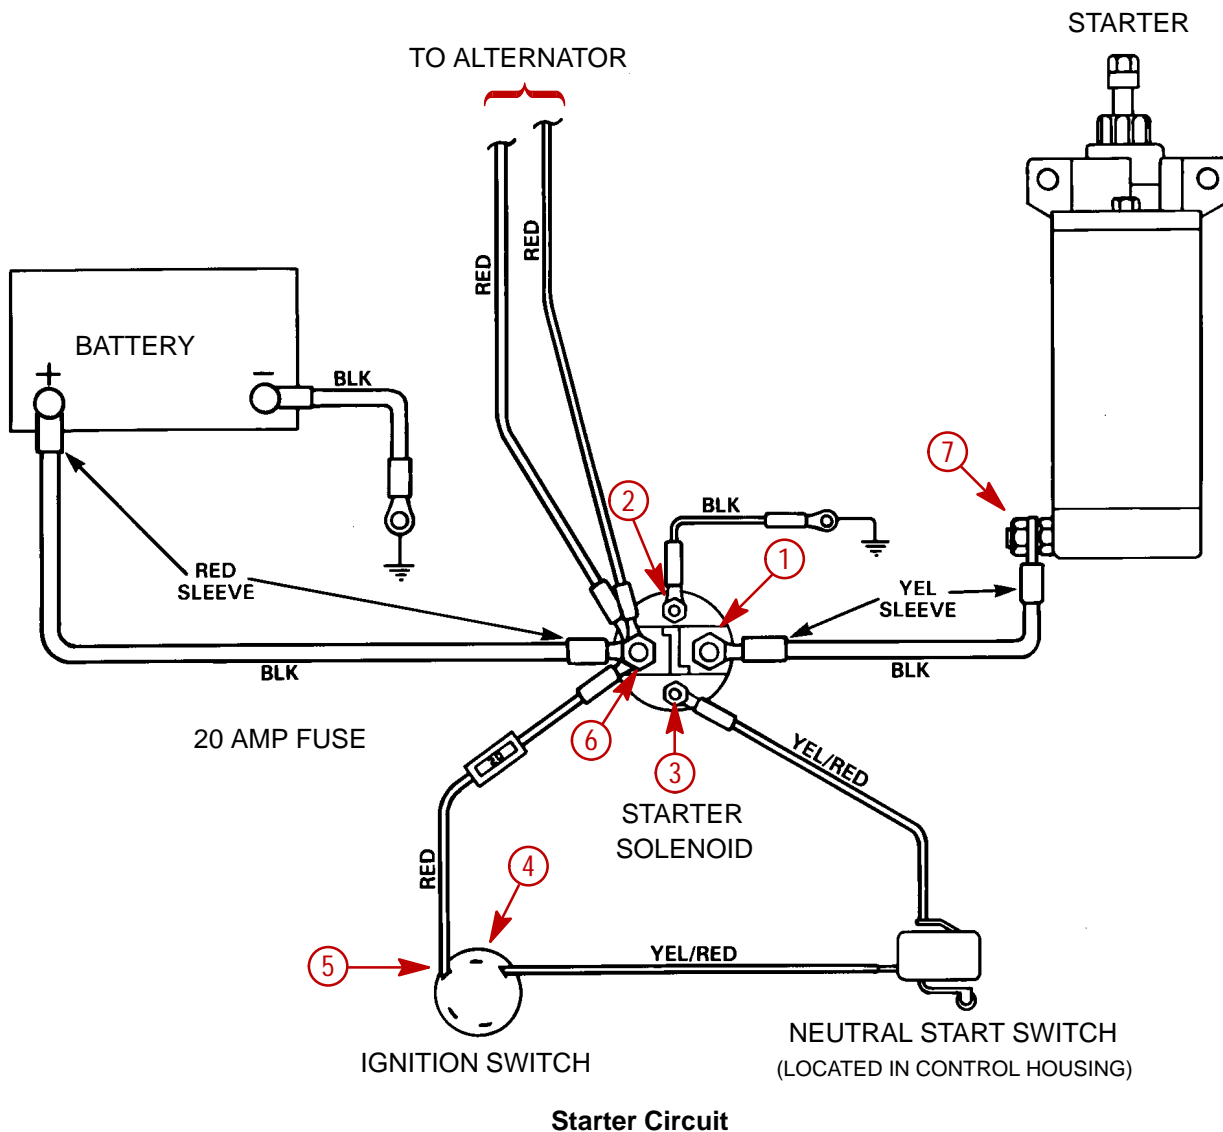 STARTER
TO ALTERNATOR
RED
RED
BATTERY
+
−
BLK
7
2
BLK
1
RED
SLEEVE
YEL
SLEEVE
BLK
BLK
20 AMP FUSE
6
3
YEL/RED
20
STARTER
SOLENOID
RED
4
5
YEL/RED
NEUTRAL START SWITCH
(LOCATED IN CONTROL HOUSING)
IGNITION SWITCH
Starter Circuit